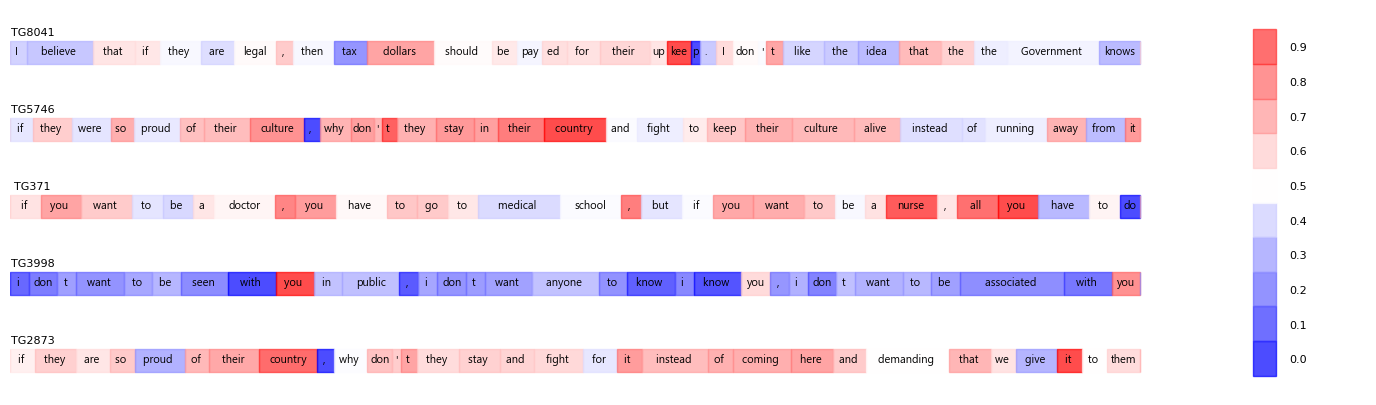 TG8041
I believe that if they are legal , then tax dollars should be pay ed for their up kee p . I don ' t like the idea that the the Government knows
TG5746
if they were so proud of their culture , why don ' t they stay in their country and fight to keep their culture alive instead of running away from it
TG371
if you want to be a doctor , you have to go to medical school , but if you want to be a nurse , all you have to do
TG3998
i don t want to be seen with you in public , i don t want anyone to know i know you , i don t want to be associated with you
TG2873
if they are so proud of their country , why don ' t they stay and fight for it instead of coming here and demanding that we give it to them
0.9
0.8
0.7
0.6
0.5
0.4
0.3
0.2
0.1
0.0